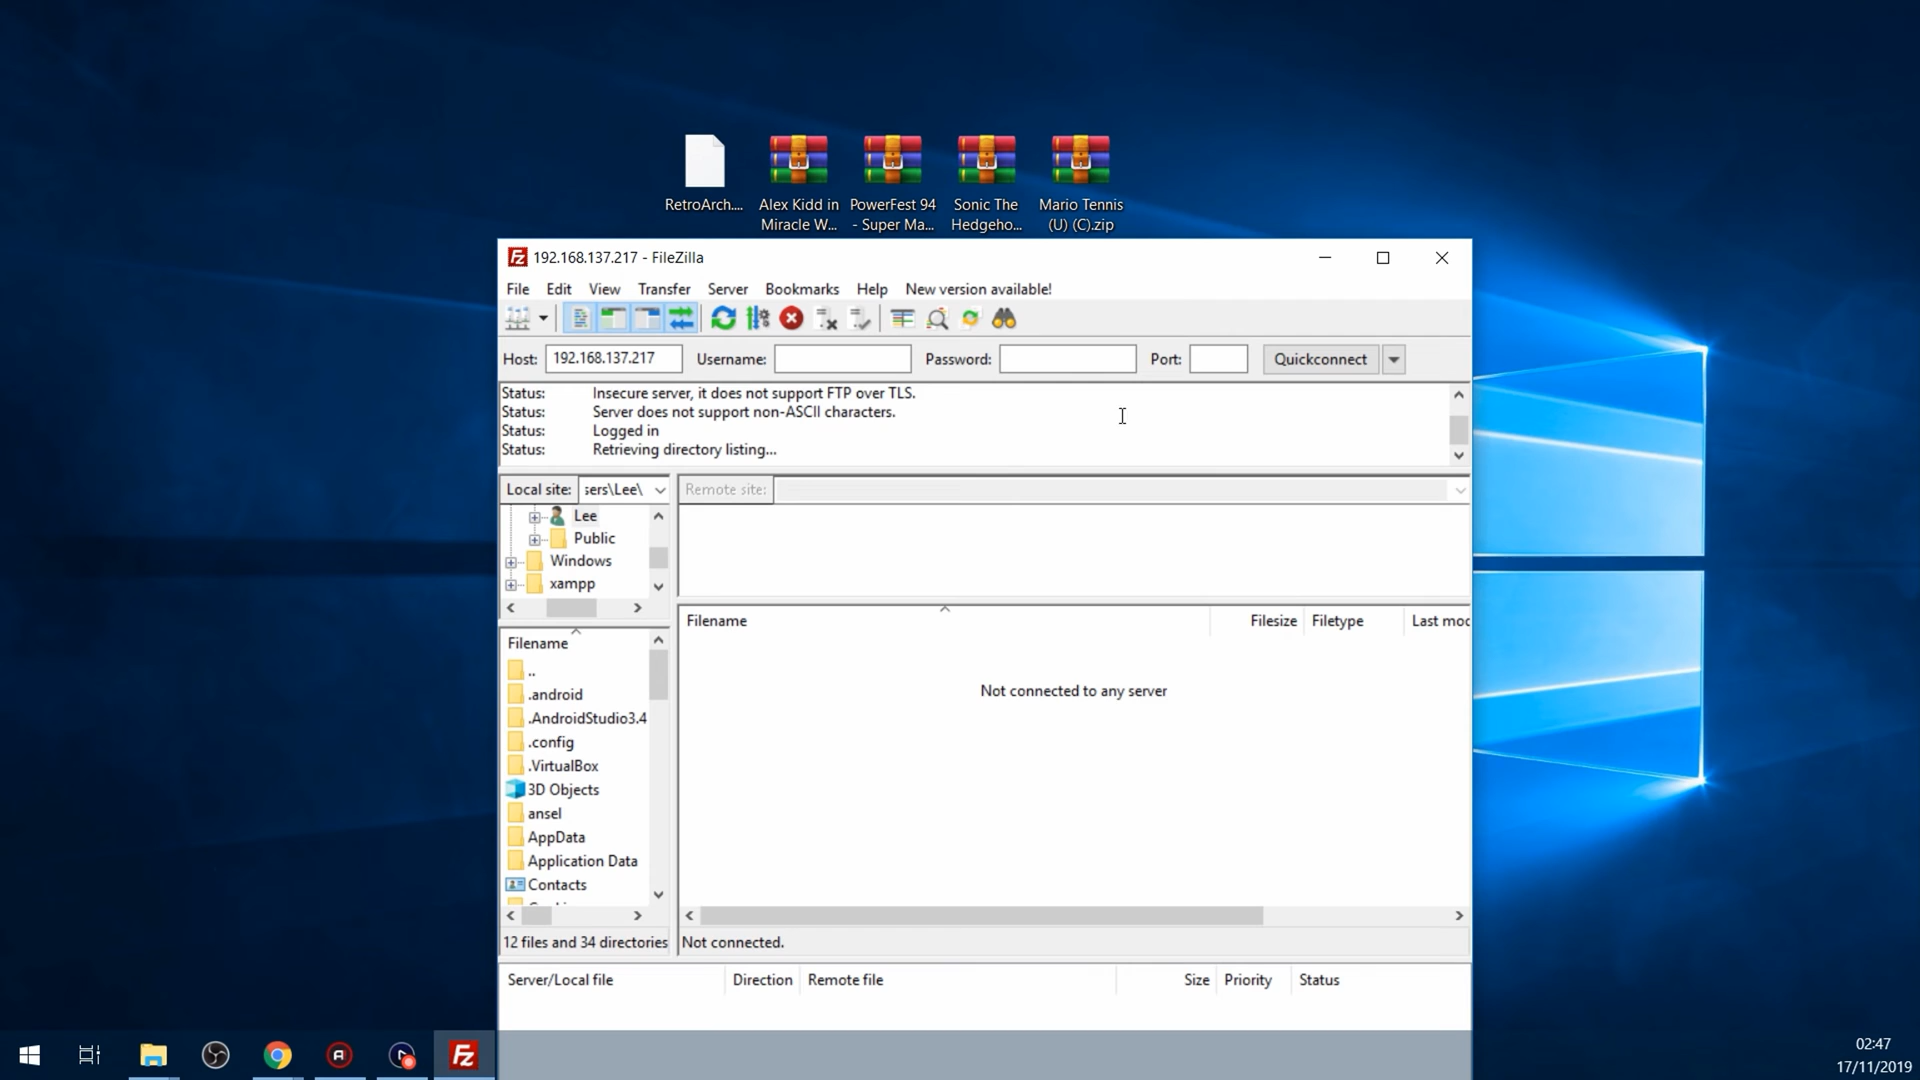 RetroArch....
Alex Kidd in
Miracle W...
PowerFest 94
- Super Ma...
Sonic The
Hedgeho...
Mario Tennis
(U) (C).zip
192.168.137.217 - FileZilla
File Edit View Transfer Server Bookmarks Help New version available!
Host: 192.168.137.217 Username: Password: Port: Quickconnect
Status: Insecure server, it does not support FTP over TLS.
Status: Server does not support non-ASCII characters.
Status: Logged in
Status: Retrieving directory listing...
Local site: sers\Lee\
Remote site:
Lee
Public
Windows
xampp
Filename
..
.android
.AndroidStudio3.4
.config
.VirtualBox
3D Objects
ansel
AppData
Application Data
Contacts
12 files and 34 directories
Filename Filesize Filetype Last mod
Not connected to any server
Not connected.
Server/Local file Direction Remote file Size Priority Status
02:47
17/11/2019